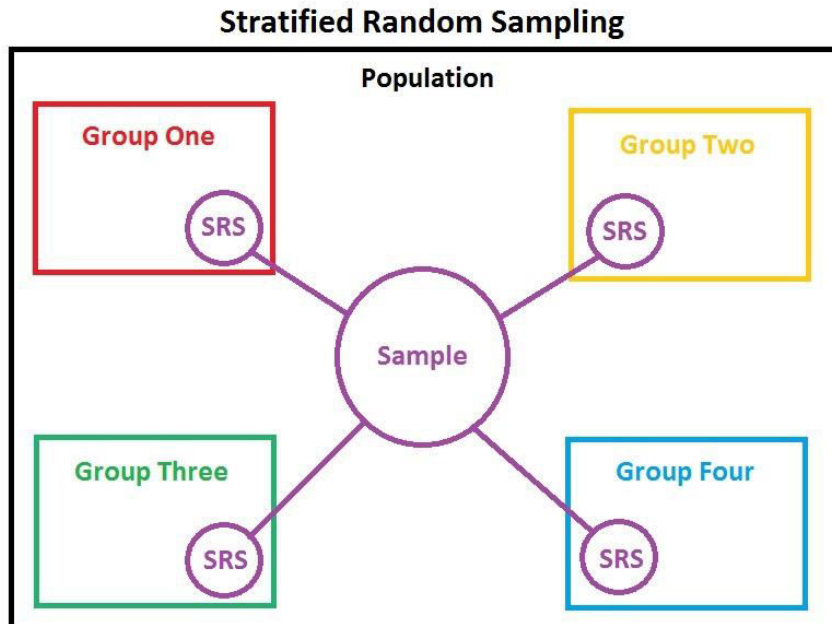 Stratified Random Sampling
Population
Group One
SRS
Group Two
SRS
Sample
Group Three
SRS
Group Four
SRS